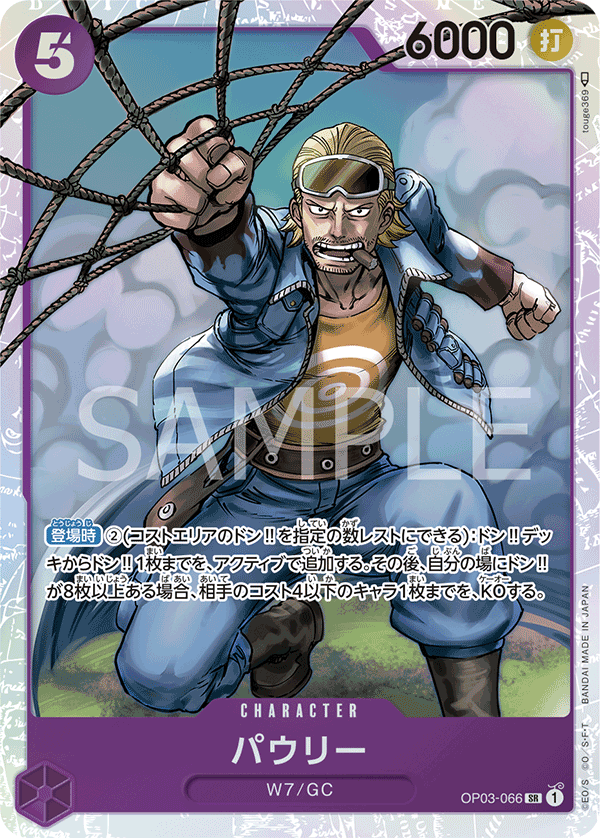 5
6000
打
touge369
SAMPLE
登場時 ②(コストエリアのドン‼を指定の数レストにできる):ドン‼デッ
キからドン‼1枚までを、アクティブで追加する。その後、自分の場にドン‼
が8枚以上ある場合、相手のコスト4以下のキャラ1枚までを、KOする。
CHARACTER
パウリー
W7/GC
OP03-066 SR 1
©E/S ©O/S・F・T BANDAI MADE IN JAPAN